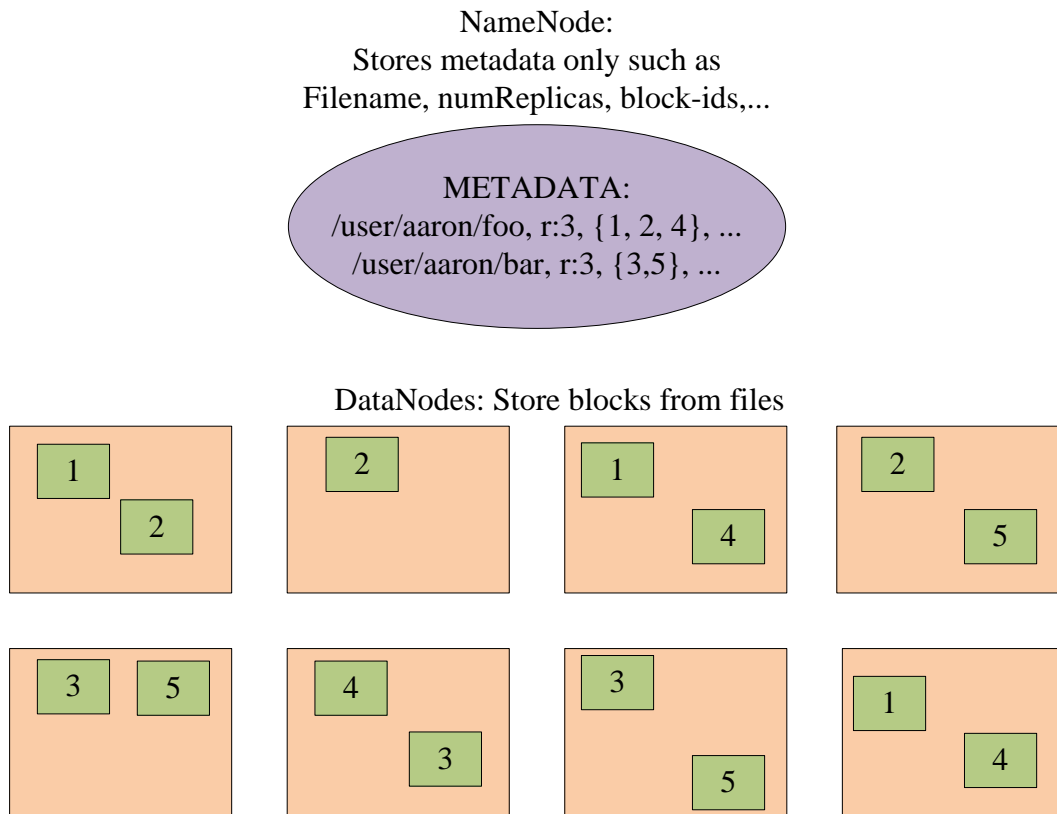 NameNode:
Stores metadata only such as
Filename, numReplicas, block-ids,...
METADATA:
/user/aaron/foo, r:3, {1, 2, 4}, ...
/user/aaron/bar, r:3, {3,5}, ...
DataNodes: Store blocks from files
1
2
2
1
4
2
5
3
5
4
3
3
5
1
4